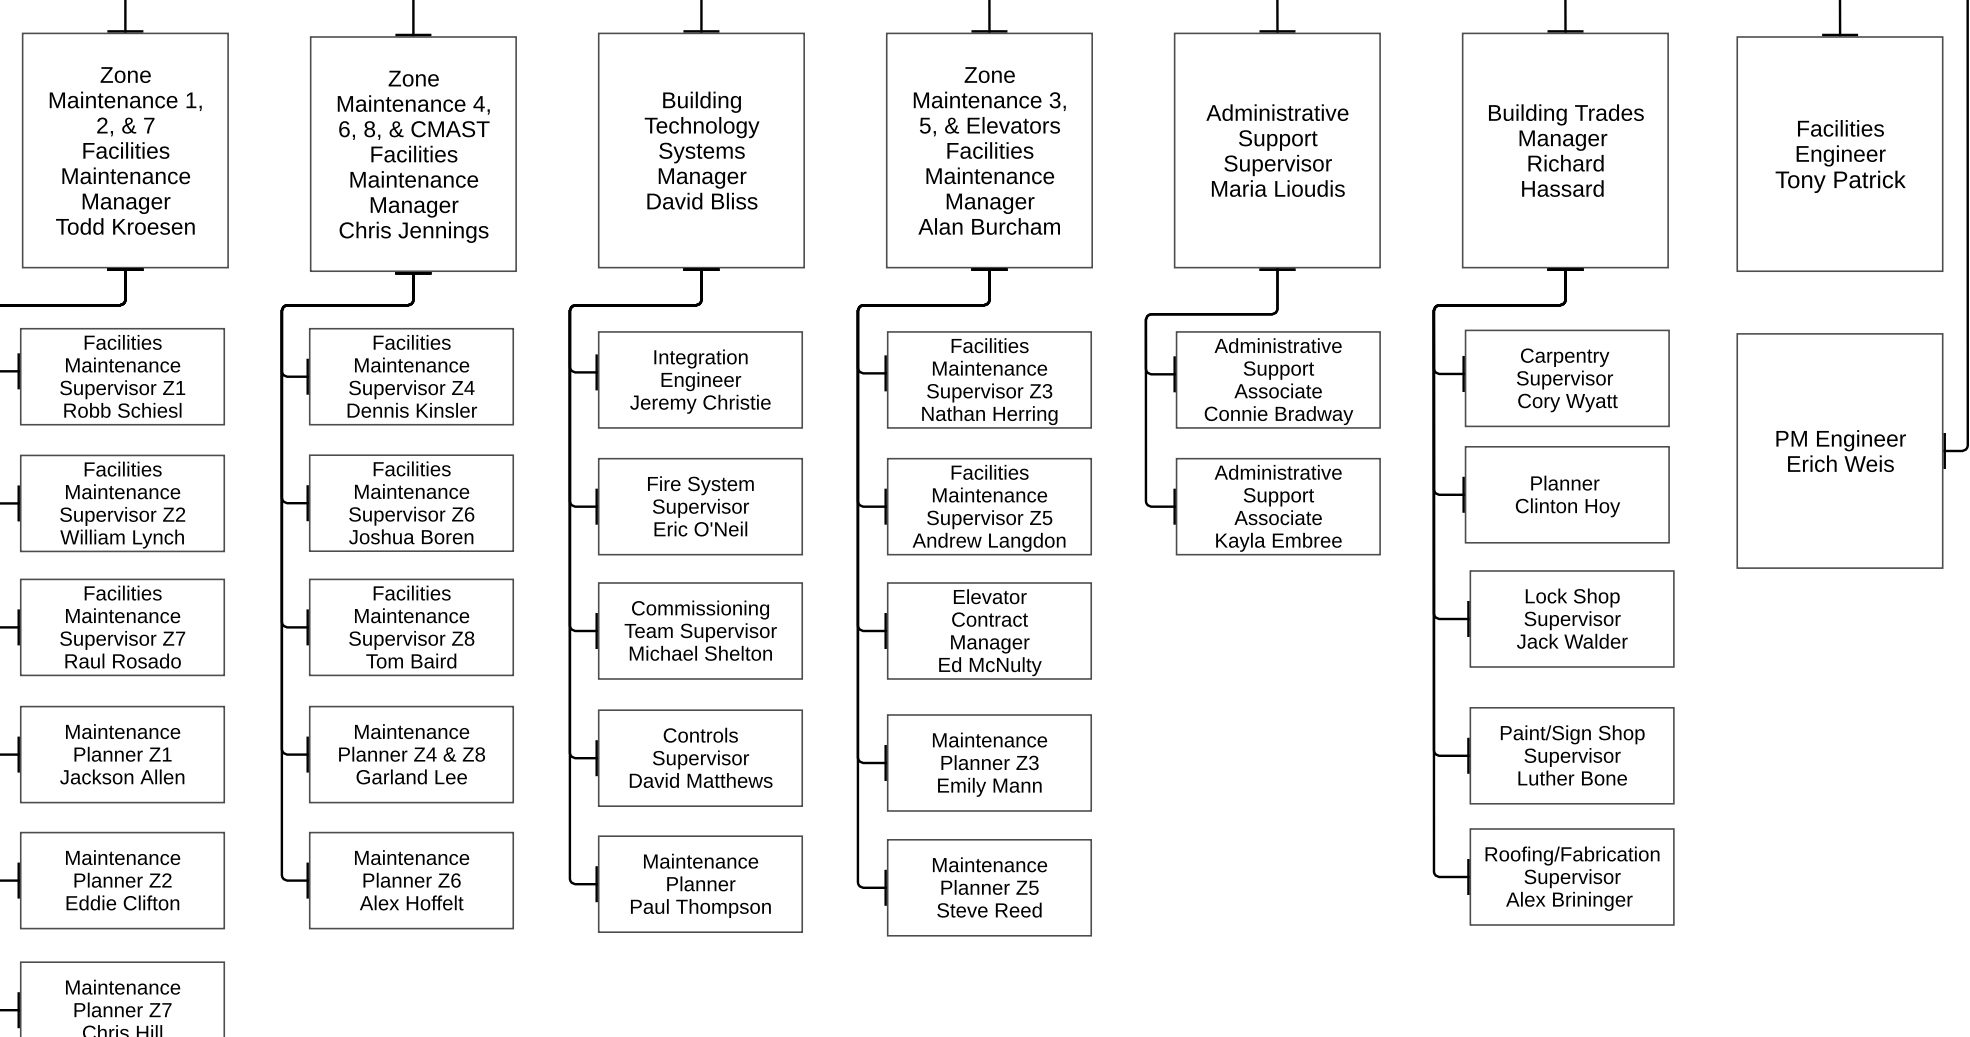 Zone
Maintenance 1,
2, & 7
Facilities
Maintenance
Manager
Todd Kroesen
Facilities
Maintenance
Supervisor Z1
Robb Schiesl
Facilities
Maintenance
Supervisor Z2
William Lynch
Facilities
Maintenance
Supervisor Z7
Raul Rosado
Maintenance
Planner Z1
Jackson Allen
Maintenance
Planner Z2
Eddie Clifton
Maintenance
Planner Z7
Chris Hill
Zone
Maintenance 4,
6, 8, & CMAST
Facilities
Maintenance
Manager
Chris Jennings
Facilities
Maintenance
Supervisor Z4
Dennis Kinsler
Facilities
Maintenance
Supervisor Z6
Joshua Boren
Facilities
Maintenance
Supervisor Z8
Tom Baird
Maintenance
Planner Z4 & Z8
Garland Lee
Maintenance
Planner Z6
Alex Hoffelt
Building
Technology
Systems
Manager
David Bliss
Integration
Engineer
Jeremy Christie
Fire System
Supervisor
Eric O'Neil
Commissioning
Team Supervisor
Michael Shelton
Controls
Supervisor
David Matthews
Maintenance
Planner
Paul Thompson
Zone
Maintenance 3,
5, & Elevators
Facilities
Maintenance
Manager
Alan Burcham
Facilities
Maintenance
Supervisor Z3
Nathan Herring
Facilities
Maintenance
Supervisor Z5
Andrew Langdon
Elevator
Contract
Manager
Ed McNulty
Maintenance
Planner Z3
Emily Mann
Maintenance
Planner Z5
Steve Reed
Administrative
Support
Supervisor
Maria Lioudis
Administrative
Support
Associate
Connie Bradway
Administrative
Support
Associate
Kayla Embree
Building Trades
Manager
Richard
Hassard
Carpentry
Supervisor
Cory Wyatt
Planner
Clinton Hoy
Lock Shop
Supervisor
Jack Walder
Paint/Sign Shop
Supervisor
Luther Bone
Roofing/Fabrication
Supervisor
Alex Brininger
Facilities
Engineer
Tony Patrick
PM Engineer
Erich Weis